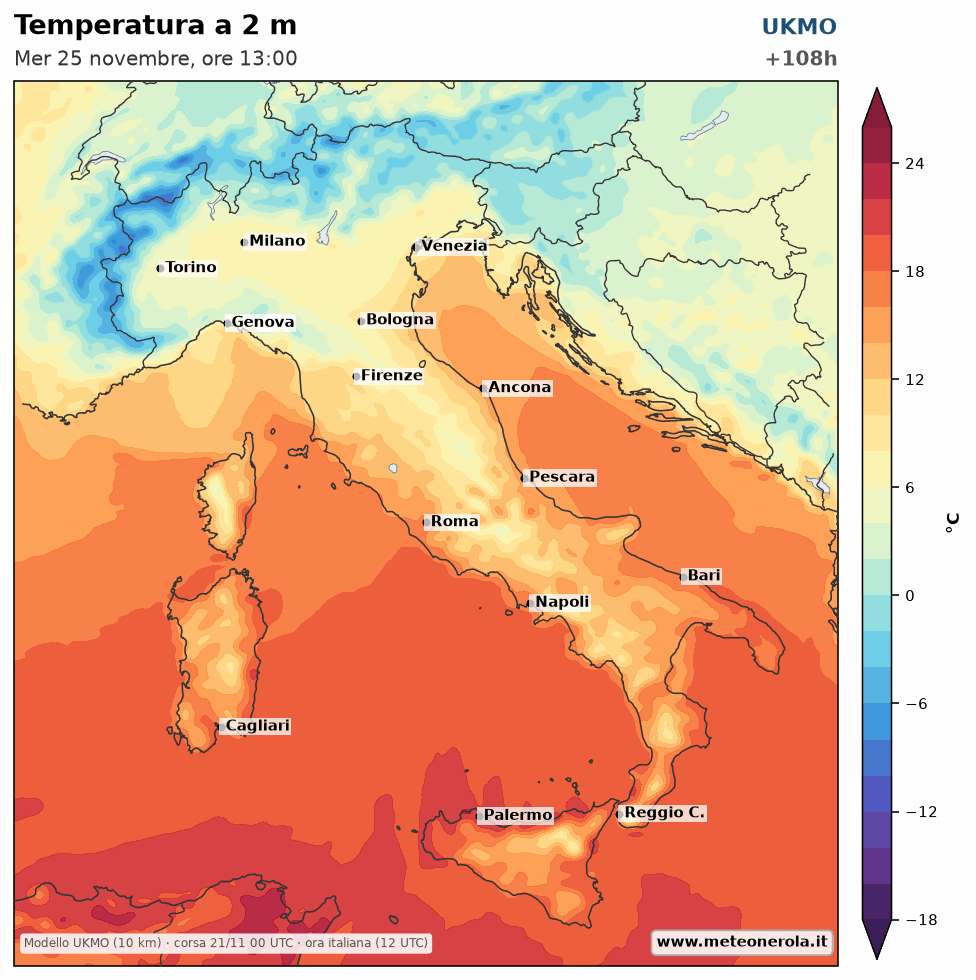 Temperatura a 2 m
UKMO
Mer 25 novembre, ore 13:00
+108h
Milano
Venezia
Torino
Genova
Bologna
Firenze
Ancona
Pescara
Roma
Bari
Napoli
Cagliari
Palermo
Reggio C.
24
18
12
6
0
−6
−12
−18
°C
Modello UKMO (10 km) · corsa 21/11 00 UTC · ora italiana (12 UTC)
www.meteonerola.it